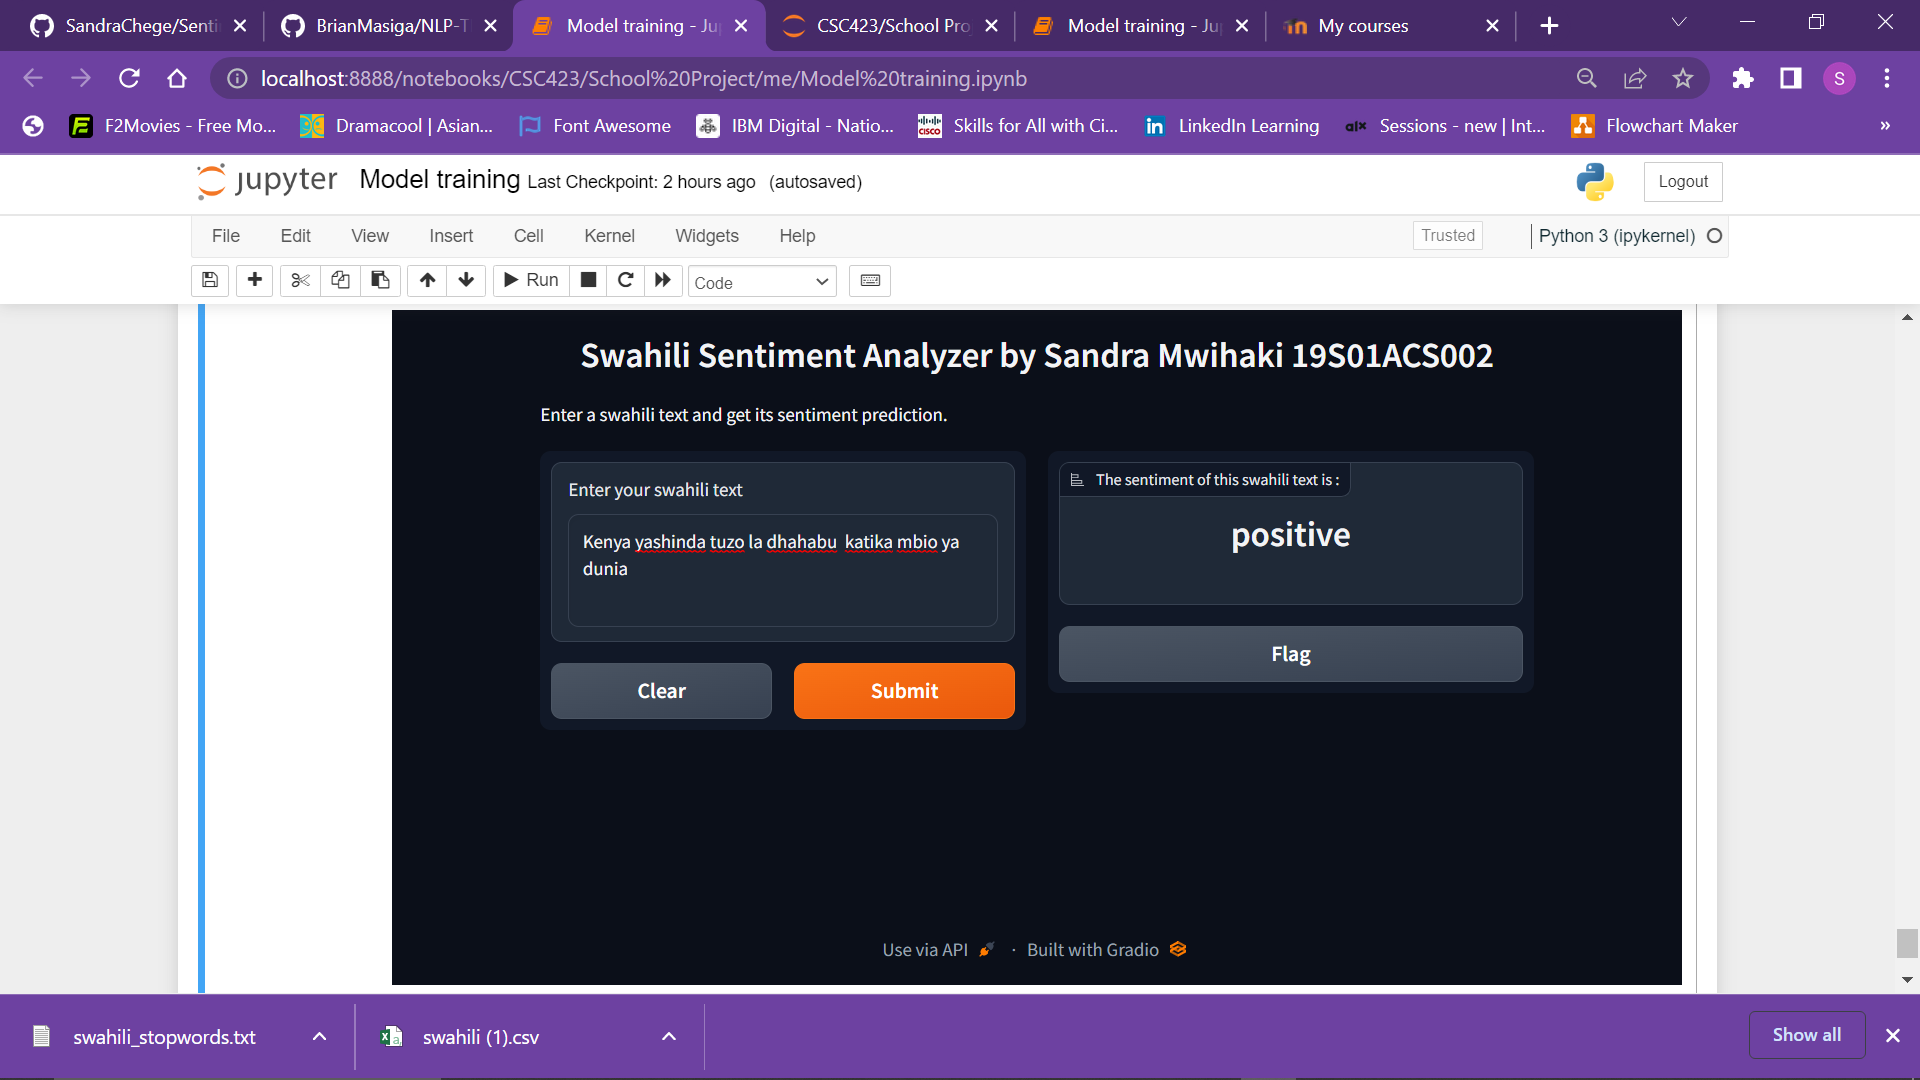 SandraChege/Senti
BrianMasiga/NLP-T
Model training - Ju
CSC423/School Pro
Model training - Ju
My courses
localhost:8888/notebooks/CSC423/School%20Project/me/Model%20training.ipynb
S
F2Movies - Free Mo...
Dramacool | Asian...
Font Awesome
IBM Digital - Natio...
CISCO
Skills for All with Ci...
in
LinkedIn Learning
alx
Sessions - new | Int...
Flowchart Maker
»
jupyter
Model training Last Checkpoint: 2 hours ago (autosaved)
Logout
File Edit View Insert Cell Kernel Widgets Help
Trusted
Python 3 (ipykernel)
Run
Code
Swahili Sentiment Analyzer by Sandra Mwihaki 19S01ACS002
Enter a swahili text and get its sentiment prediction.
Enter your swahili text
Kenya yashinda tuzo la dhahabu katika mbio ya
dunia
Clear
Submit
The sentiment of this swahili text is :
positive
Flag
Use via API · Built with Gradio
swahili_stopwords.txt
swahili (1).csv
Show all